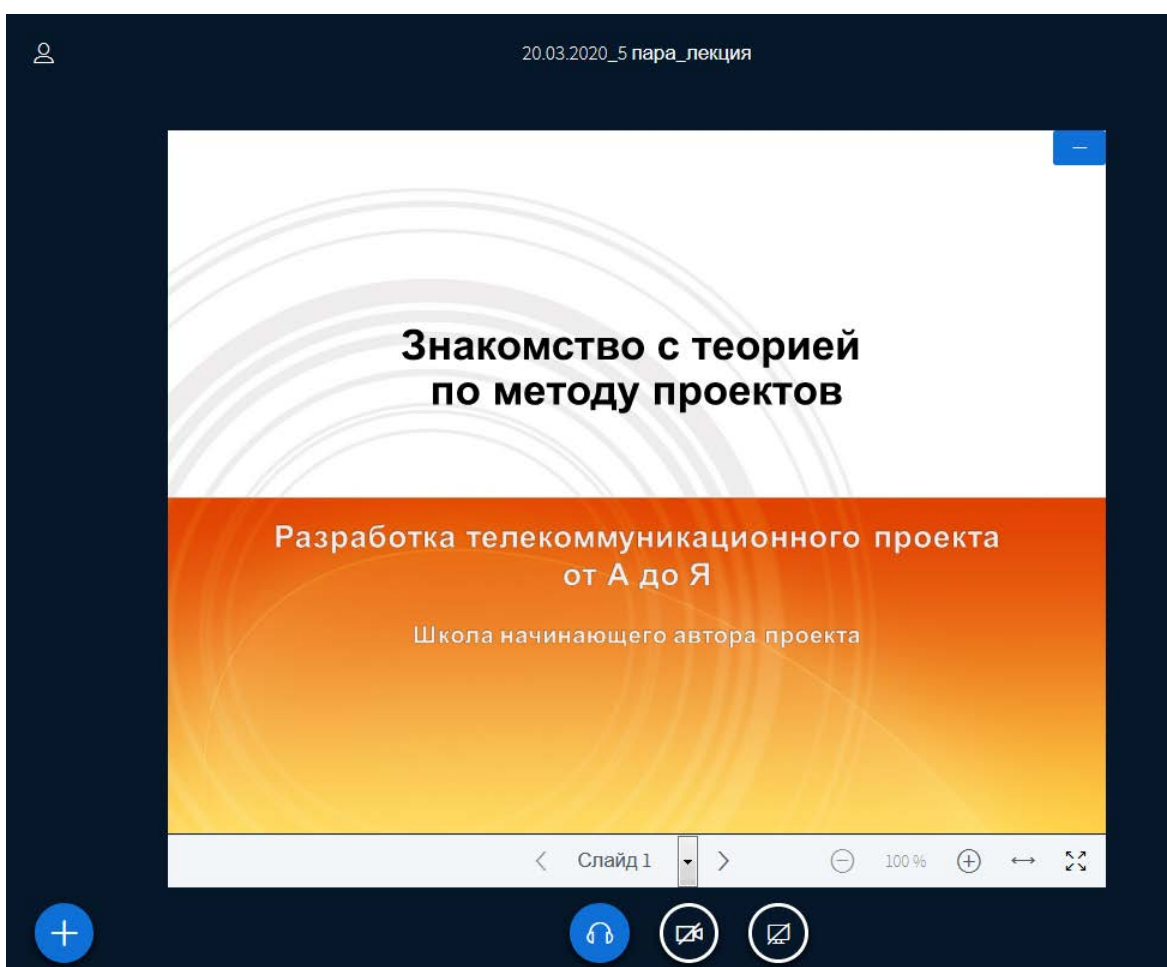 20.03.2020_5 пара_лекция
Знакомство с теорией
по методу проектов
Разработка телекоммуникационного проекта
от А до Я
Школа начинающего автора проекта
Слайд 1
100 %